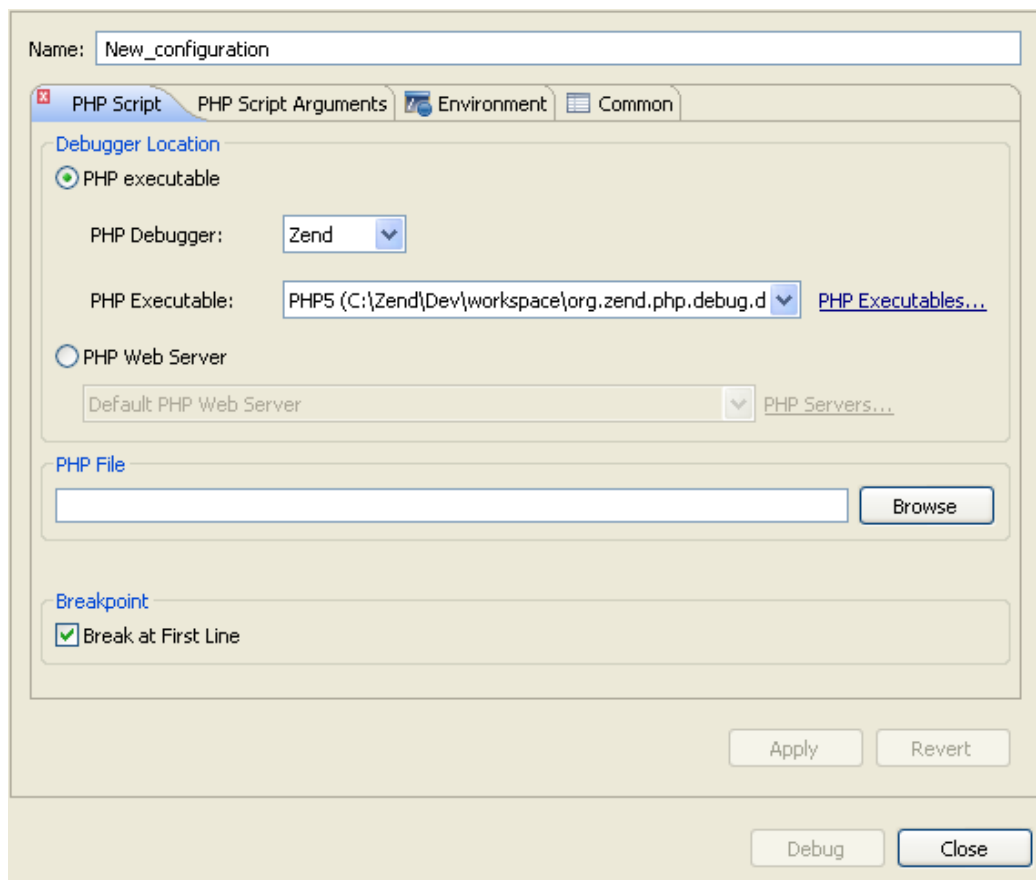 Name: New_configuration
PHP Script PHP Script Arguments Environment Common
Debugger Location
PHP executable
PHP Debugger: Zend
PHP Executable: PHP5 (C:\Zend\Dev\workspace\org.zend.php.debug.d PHP Executables...
PHP Web Server
Default PHP Web Server PHP Servers...
PHP File
Browse
Breakpoint
Break at First Line
Apply Revert
Debug Close